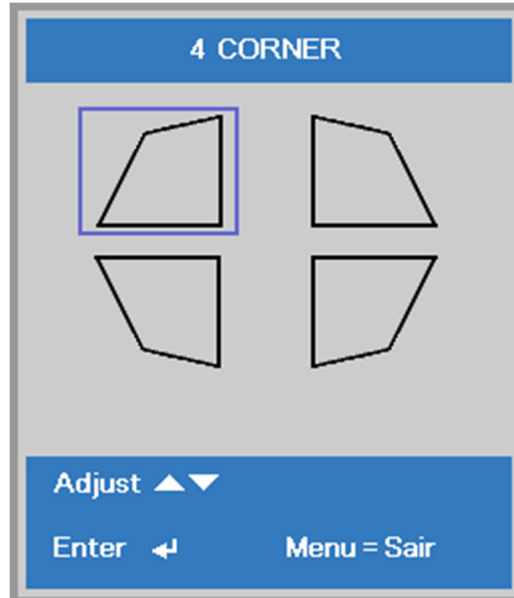 4 CORNER
Adjust ▲▼
Enter ↵
Menu = Sair